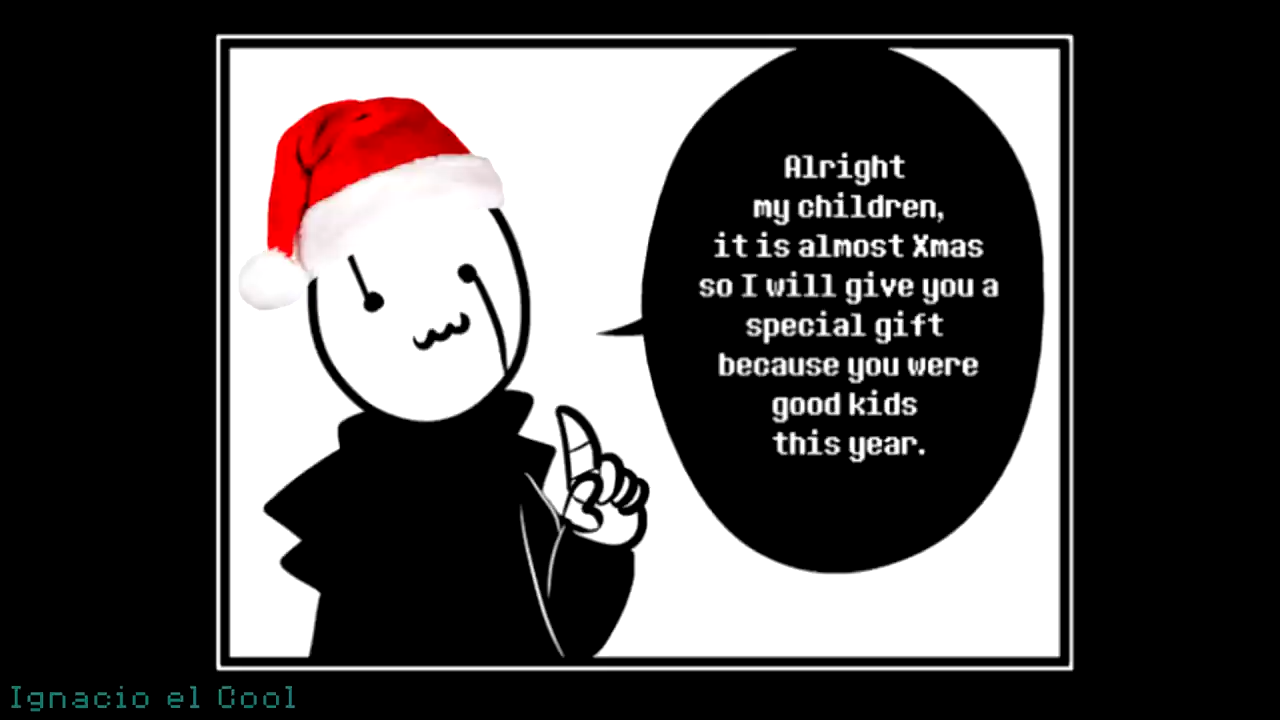 Alright
my children,
it is almost Xmas
so I will give you a
special gift
because you were
good kids
this year.
Ignacio el Cool